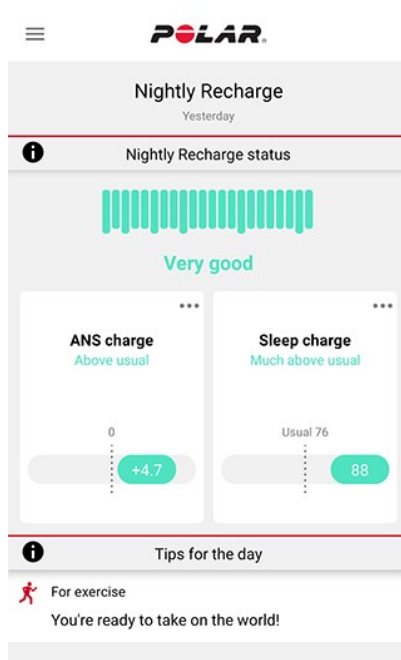 POLAR.
Nightly Recharge
Yesterday
Nightly Recharge status
Very good
ANS charge
Above usual
0
+4.7
Sleep charge
Much above usual
Usual 76
88
Tips for the day
For exercise
You're ready to take on the world!